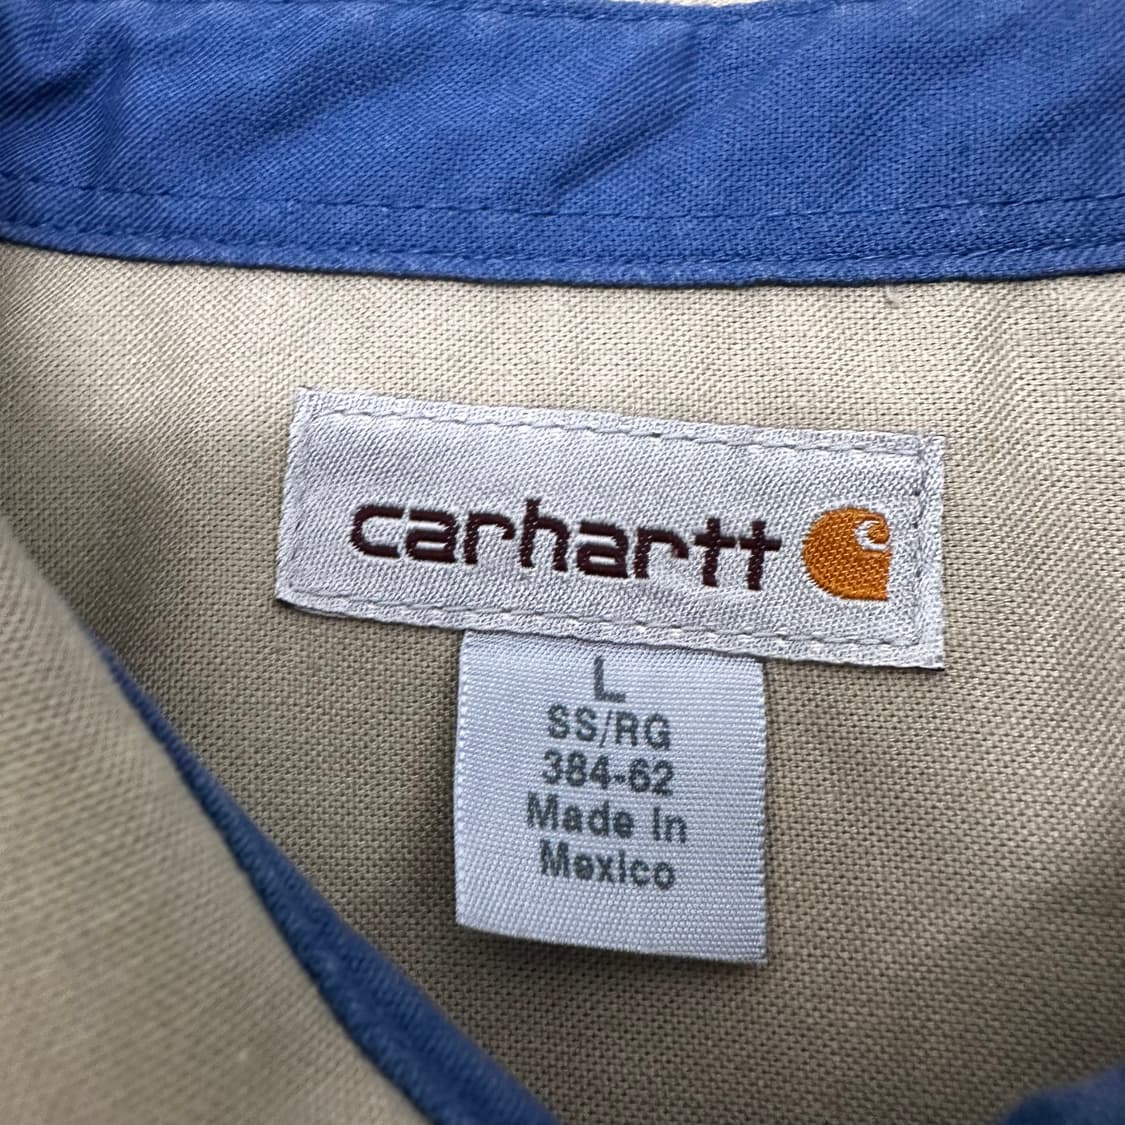 carhartt
L
SS/RG
384-62
Made In
Mexico